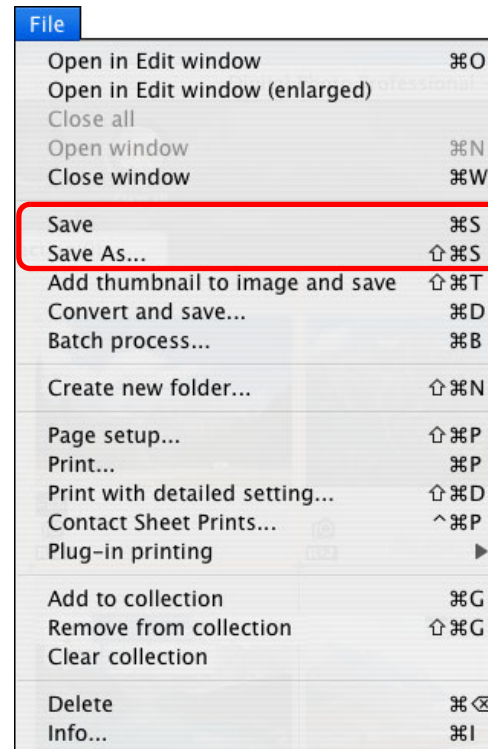 File
Open in Edit window ⌘O
Open in Edit window (enlarged)
Close all
Open window ⌘N
Close window ⌘W
Save ⌘S
Save As... ⇧⌘S
Add thumbnail to image and save ⇧⌘T
Convert and save... ⌘D
Batch process... ⌘B
Create new folder... ⇧⌘N
Page setup... ⇧⌘P
Print... ⌘P
Print with detailed setting... ⇧⌘D
Contact Sheet Prints... ^⌘P
Plug-in printing ▶
Add to collection ⌘G
Remove from collection ⇧⌘G
Clear collection
Delete ⌘⌫
Info... ⌘I